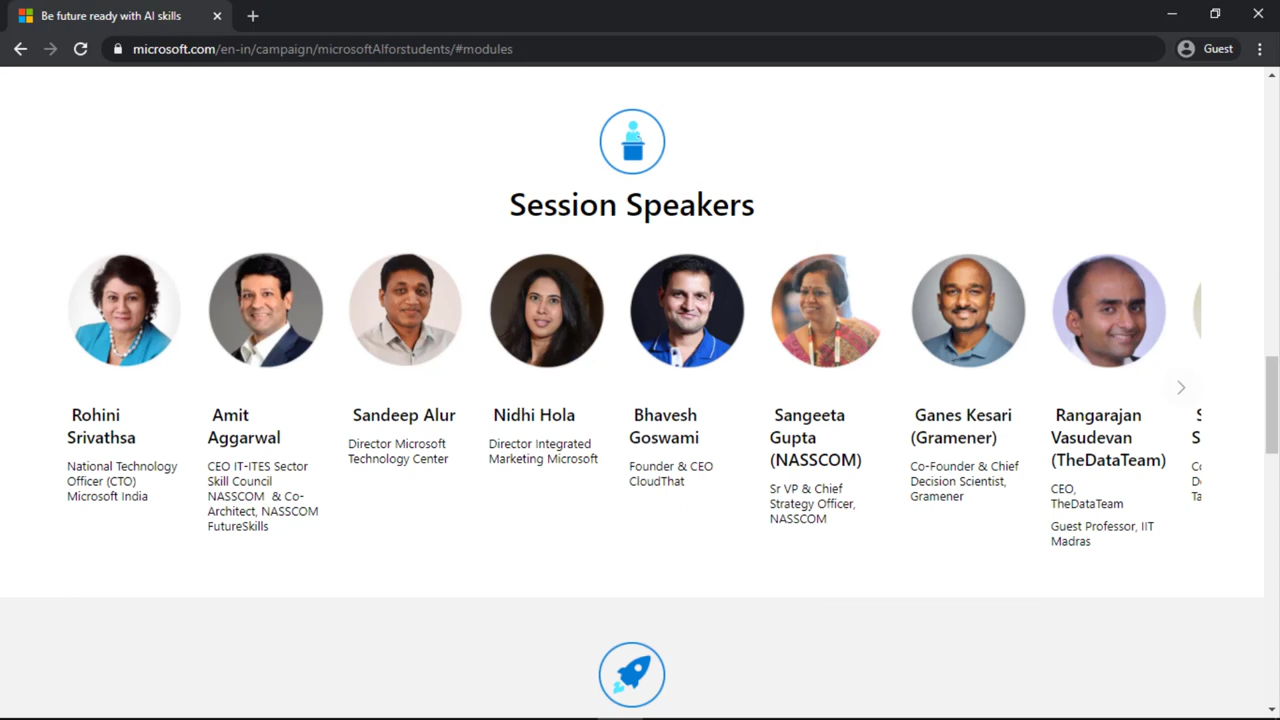 Be future ready with AI skills
microsoft.com/en-in/campaign/microsoftAIforstudents/#modules
Guest
Session Speakers
Rohini
Srivathsa
National Technology
Officer (CTO)
Microsoft India
Amit
Aggarwal
CEO IT-ITES Sector
Skill Council
NASSCOM & Co-
Architect, NASSCOM
FutureSkills
Sandeep Alur
Director Microsoft
Technology Center
Nidhi Hola
Director Integrated
Marketing Microsoft
Bhavesh
Goswami
Founder & CEO
CloudThat
Sangeeta
Gupta
(NASSCOM)
Sr VP & Chief
Strategy Officer,
NASSCOM
Ganes Kesari
(Gramener)
Co-Founder & Chief
Decision Scientist,
Gramener
Rangarajan
Vasudevan
(TheDataTeam)
CEO,
TheDataTeam
Guest Professor, IIT
Madras